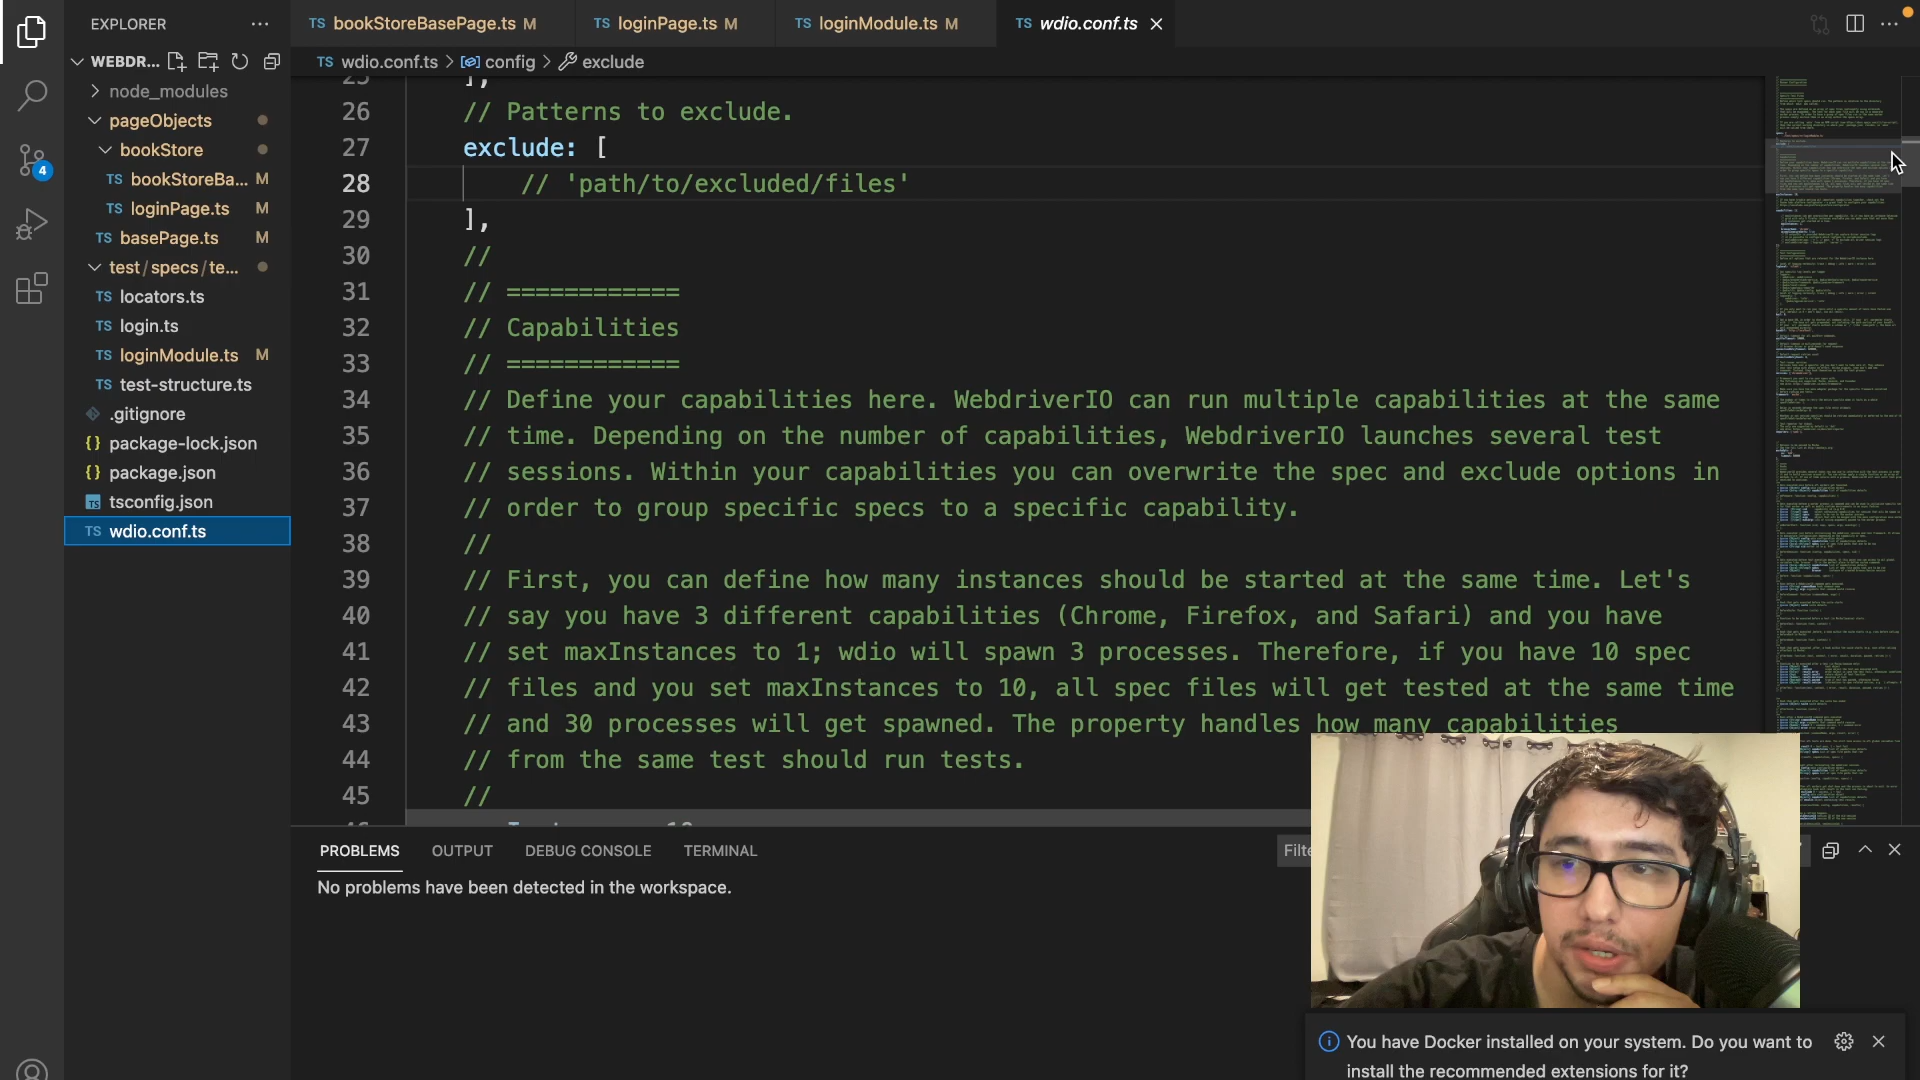 EXPLORER
TS bookStoreBasePage.ts M
TS loginPage.ts M
TS loginModule.ts M
TS wdio.conf.ts
WEBDR...
TS wdio.conf.ts > config > exclude
node_modules
pageObjects
bookStore
TS bookStoreBa... M
TS loginPage.ts M
TS basePage.ts M
test/specs/te...
TS locators.ts
TS login.ts
TS loginModule.ts M
TS test-structure.ts
.gitignore
{} package-lock.json
{} package.json
TS tsconfig.json
TS wdio.conf.ts
4
25 ],
26 // Patterns to exclude.
27 exclude: [
28 // 'path/to/excluded/files'
29 ],
30 //
31 // ============
32 // Capabilities
33 // ============
34 // Define your capabilities here. WebdriverIO can run multiple capabilities at the same
35 // time. Depending on the number of capabilities, WebdriverIO launches several test
36 // sessions. Within your capabilities you can overwrite the spec and exclude options in
37 // order to group specific specs to a specific capability.
38 //
39 // First, you can define how many instances should be started at the same time. Let's
40 // say you have 3 different capabilities (Chrome, Firefox, and Safari) and you have
41 // set maxInstances to 1; wdio will spawn 3 processes. Therefore, if you have 10 spec
42 // files and you set maxInstances to 10, all spec files will get tested at the same time
43 // and 30 processes will get spawned. The property handles how many capabilities
44 // from the same test should run tests.
45 //
PROBLEMS OUTPUT DEBUG CONSOLE TERMINAL
Filte
No problems have been detected in the workspace.
You have Docker installed on your system. Do you want to
install the recommended extensions for it?